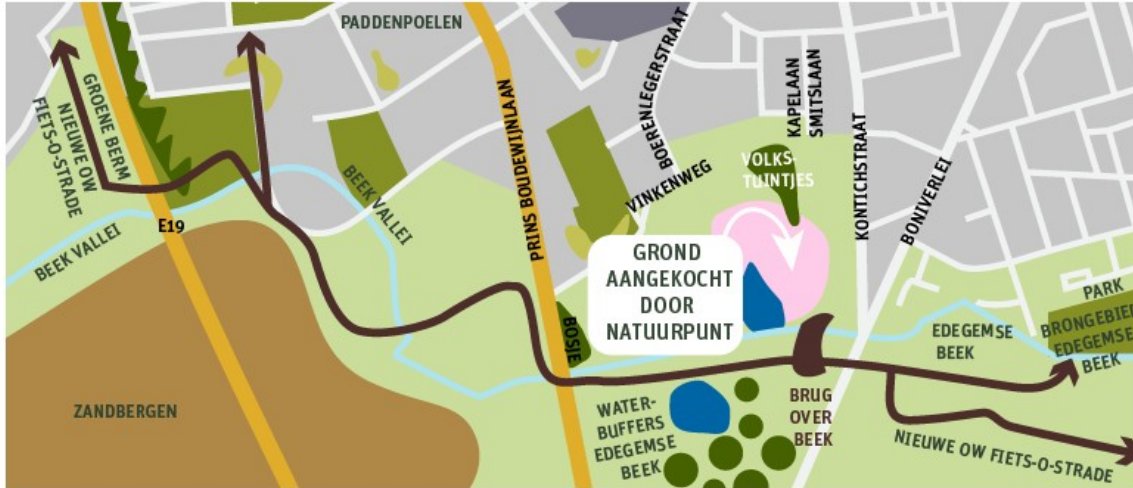 PADDENPOELEN
GROENE BERM
NIEUWE OW
FIETS-O-STRADE
BEEK VALLEI
E19
BEEK VALLEI
ZANDBERGEN
PRINS BOUDEWIJNLAAN
BOSJE
BOERENLEGERSTRAAT
VINKENWEG
KAPELAAN
SMITSLAAN
VOLKS-
TUINTJES
KONTICHSTRAAT
BONIVERLEI
GROND
AANGEKOCHT
DOOR
NATUURPUNT
WATER-
BUFFERS
EDEGEMSE
BEEK
BRUG
OVER
BEEK
EDEGEMSE
BEEK
PARK
BRONGEBIED
EDEGEMSE
BEEK
NIEUWE OW FIETS-O-STRADE